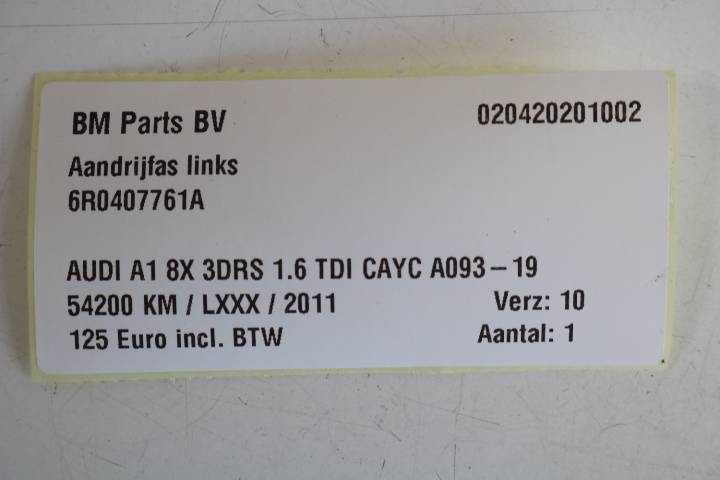 BM Parts BV 020420201002
Aandrijfas links
6R0407761A
AUDI A1 8X 3DRS 1.6 TDI CAYC A093-19
54200 KM / LXXX / 2011 Verz: 10
125 Euro incl. BTW Aantal: 1